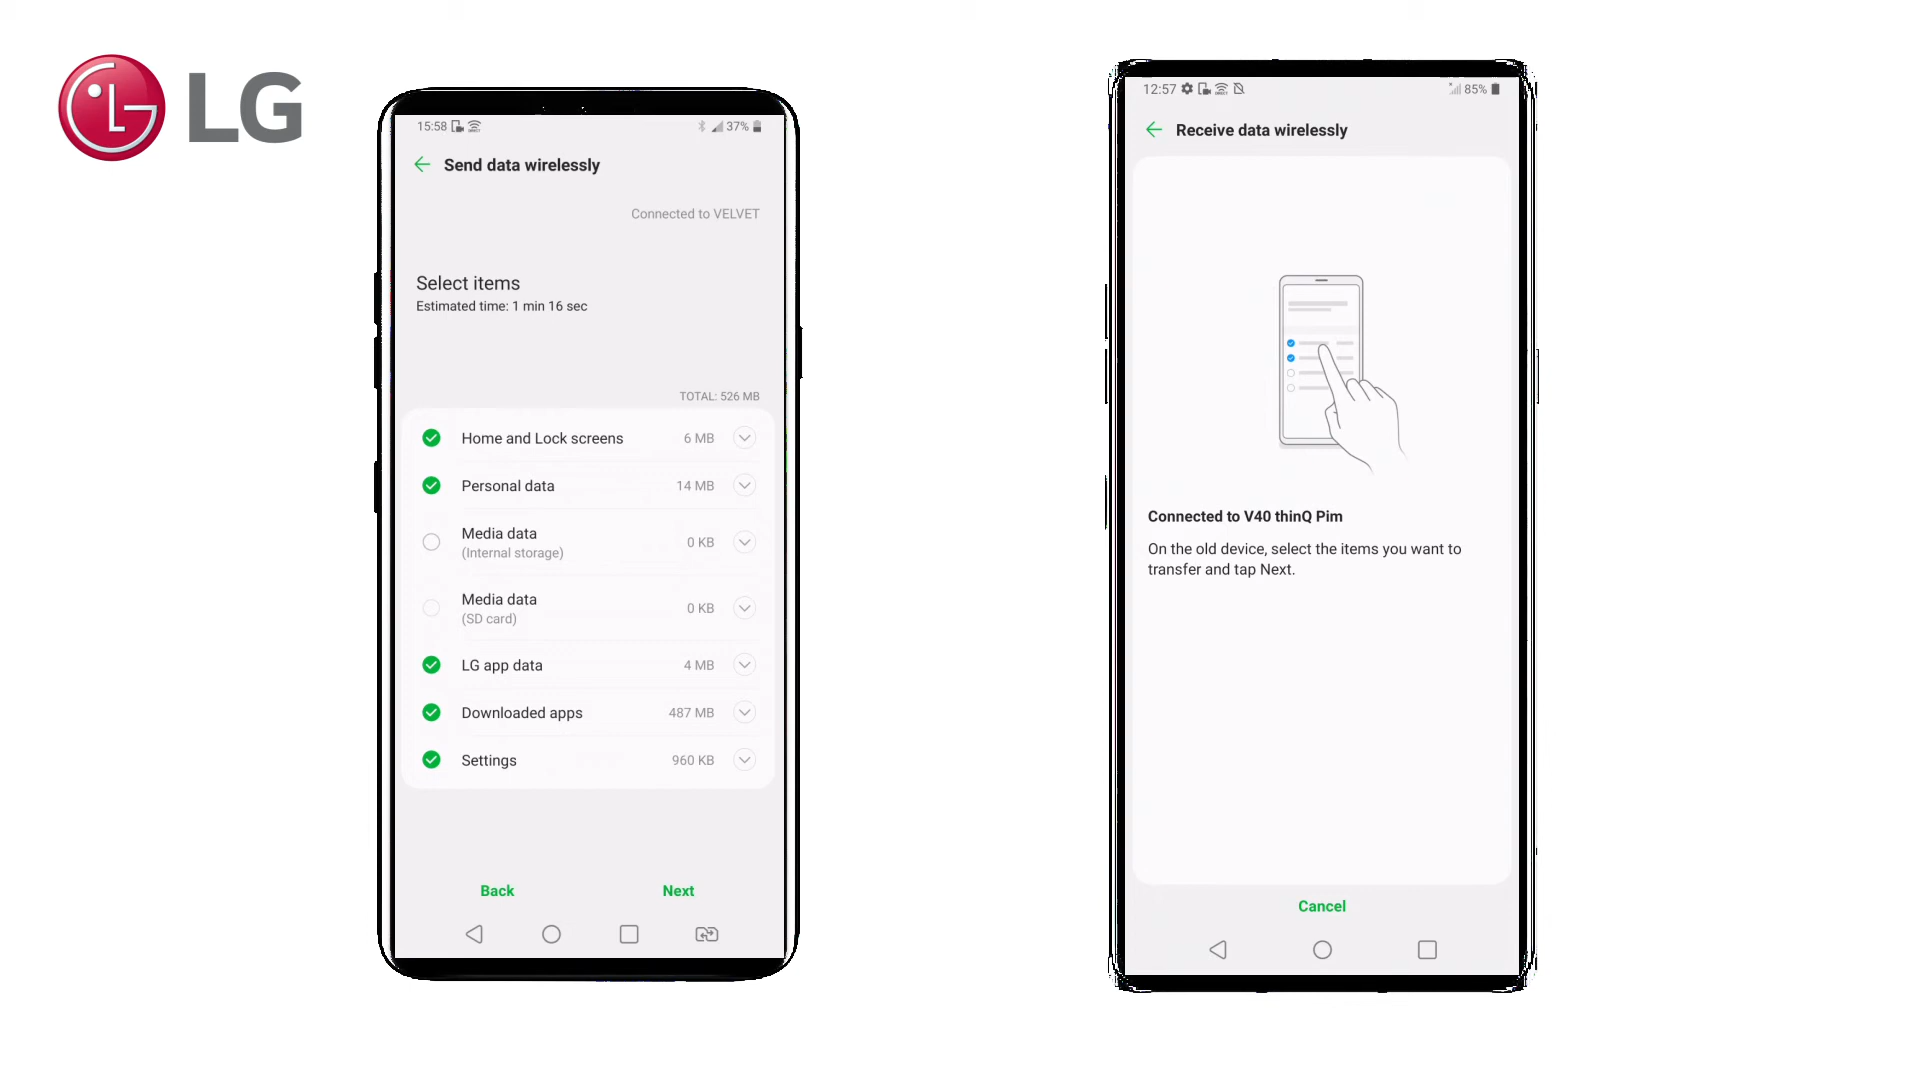 LG
15:58
37%
Send data wirelessly
Connected to VELVET
Select items
Estimated time: 1 min 16 sec
TOTAL: 526 MB
Home and Lock screens 6 MB
Personal data 14 MB
Media data
(Internal storage) 0 KB
Media data
(SD card) 0 KB
LG app data 4 MB
Downloaded apps 487 MB
Settings 960 KB
Back Next
12:57
85%
Receive data wirelessly
Connected to V40 thinQ Pim
On the old device, select the items you want to
transfer and tap Next.
Cancel